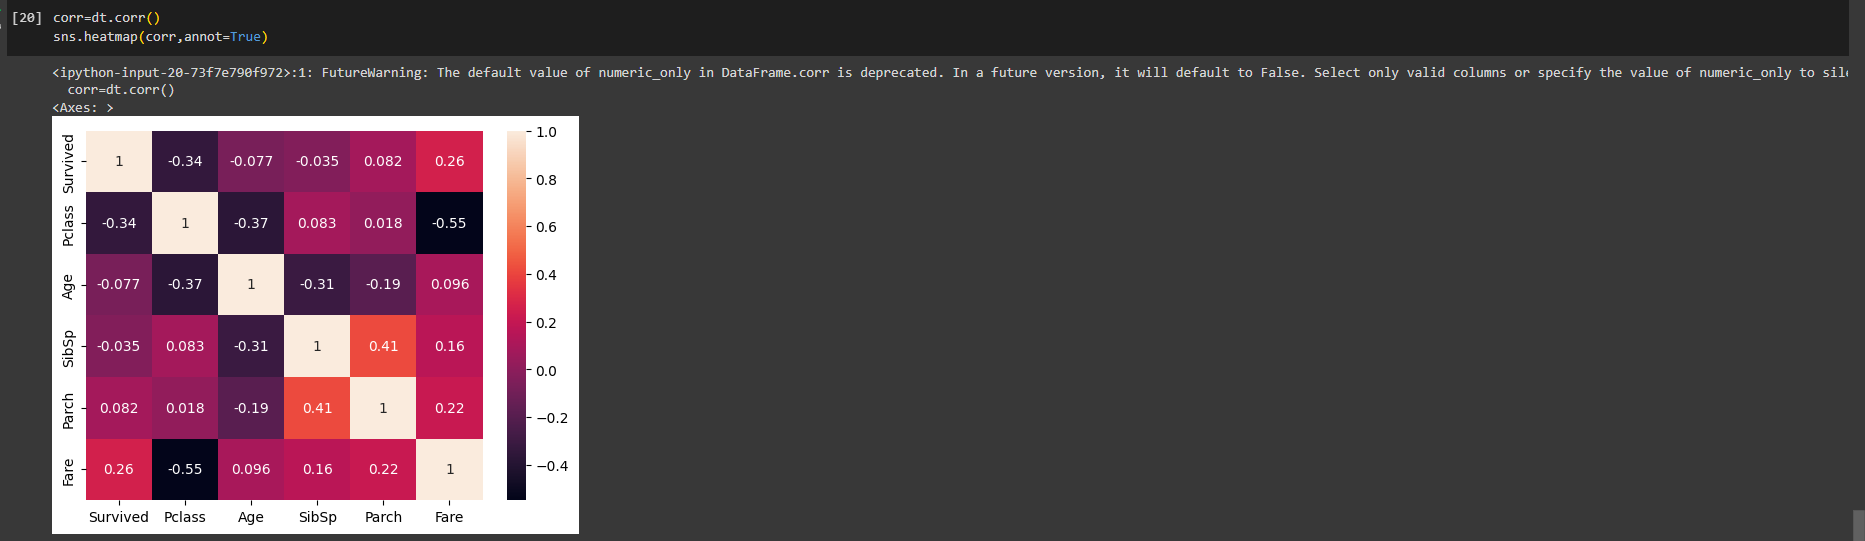 [20] corr=dt.corr()
sns.heatmap(corr,annot=True)
<ipython-input-20-73f7e790f972>:1: FutureWarning: The default value of numeric_only in DataFrame.corr is deprecated. In a future version, it will default to False. Select only valid columns or specify the value of numeric_only to sil
corr=dt.corr()
<Axes: >
Survived 1 -0.34 -0.077 -0.035 0.082 0.26
Pclass -0.34 1 -0.37 0.083 0.018 -0.55
Age -0.077 -0.37 1 -0.31 -0.19 0.096
SibSp -0.035 0.083 -0.31 1 0.41 0.16
Parch 0.082 0.018 -0.19 0.41 1 0.22
Fare 0.26 -0.55 0.096 0.16 0.22 1
Survived Pclass Age SibSp Parch Fare
1.0
0.8
0.6
0.4
0.2
0.0
−0.2
−0.4